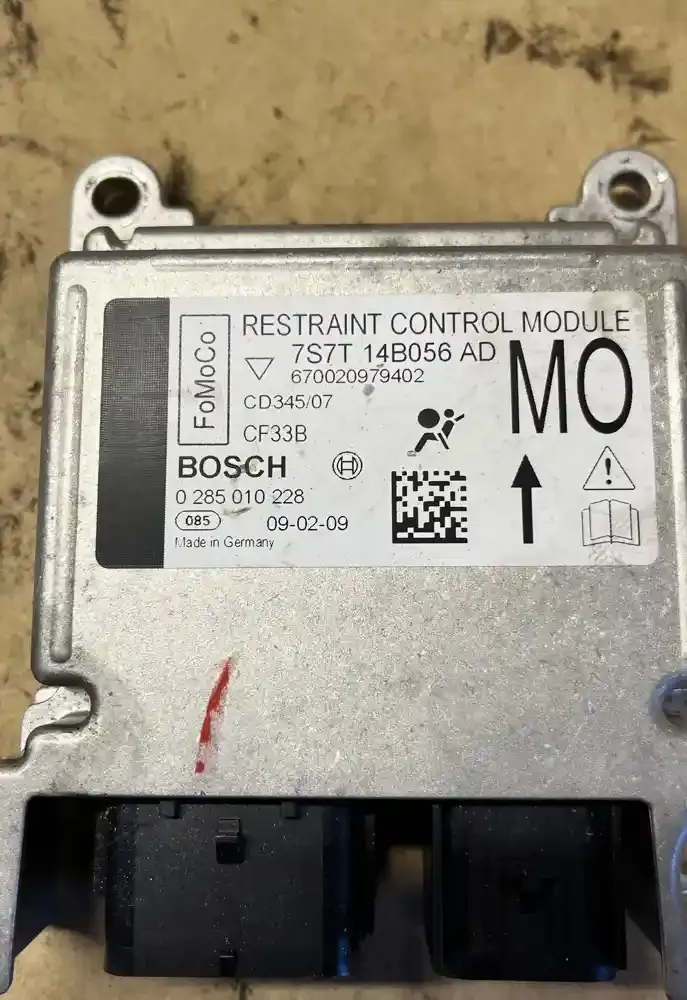 FoMoCo
RESTRAINT CONTROL MODULE
7S7T 14B056 AD
670020979402
MO
CD345/07
CF33B
BOSCH
0 285 010 228
085 09-02-09
Made in Germany